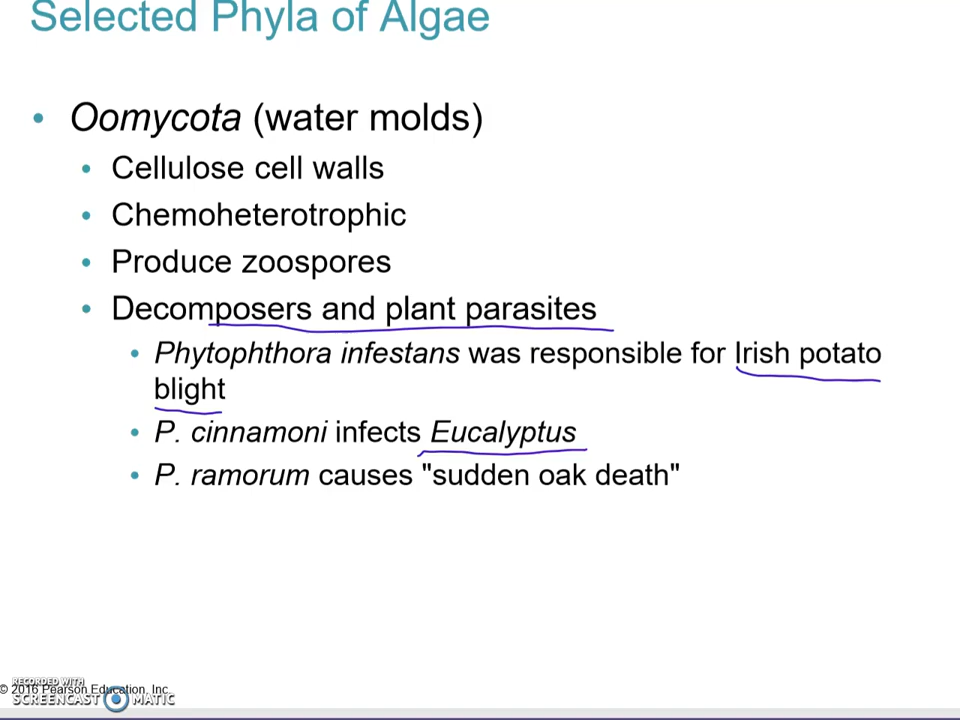 Selected Phyla of Algae
• Oomycota (water molds)
• Cellulose cell walls
• Chemoheterotrophic
• Produce zoospores
• Decomposers and plant parasites
• Phytophthora infestans was responsible for Irish potato
blight
• P. cinnamoni infects Eucalyptus
• P. ramorum causes "sudden oak death"
RECORDED WITH
© 2016 Pearson Education, Inc.
SCREENCAST MATIC